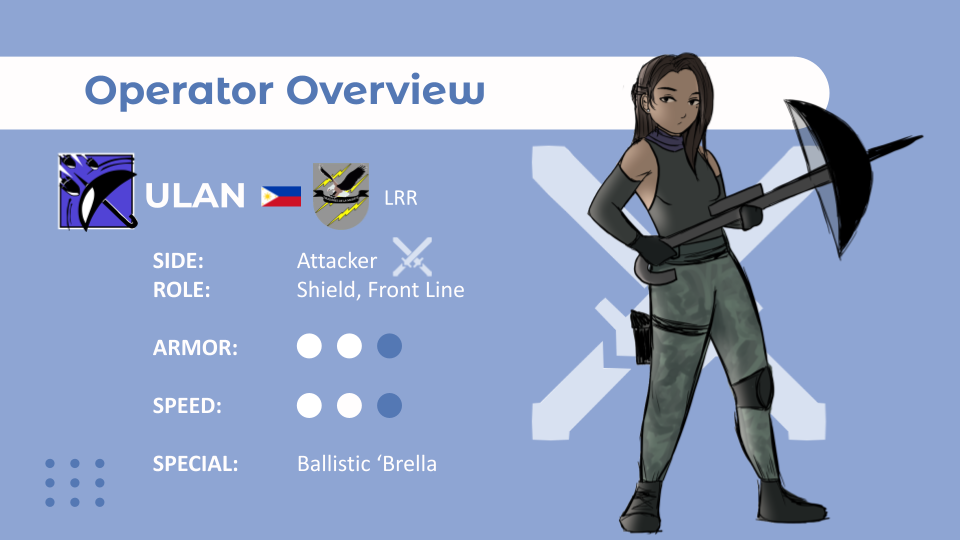 Operator Overview
ULAN LRR
SIDE: Attacker
ROLE: Shield, Front Line
ARMOR:
SPEED:
SPECIAL: Ballistic ‘Brella